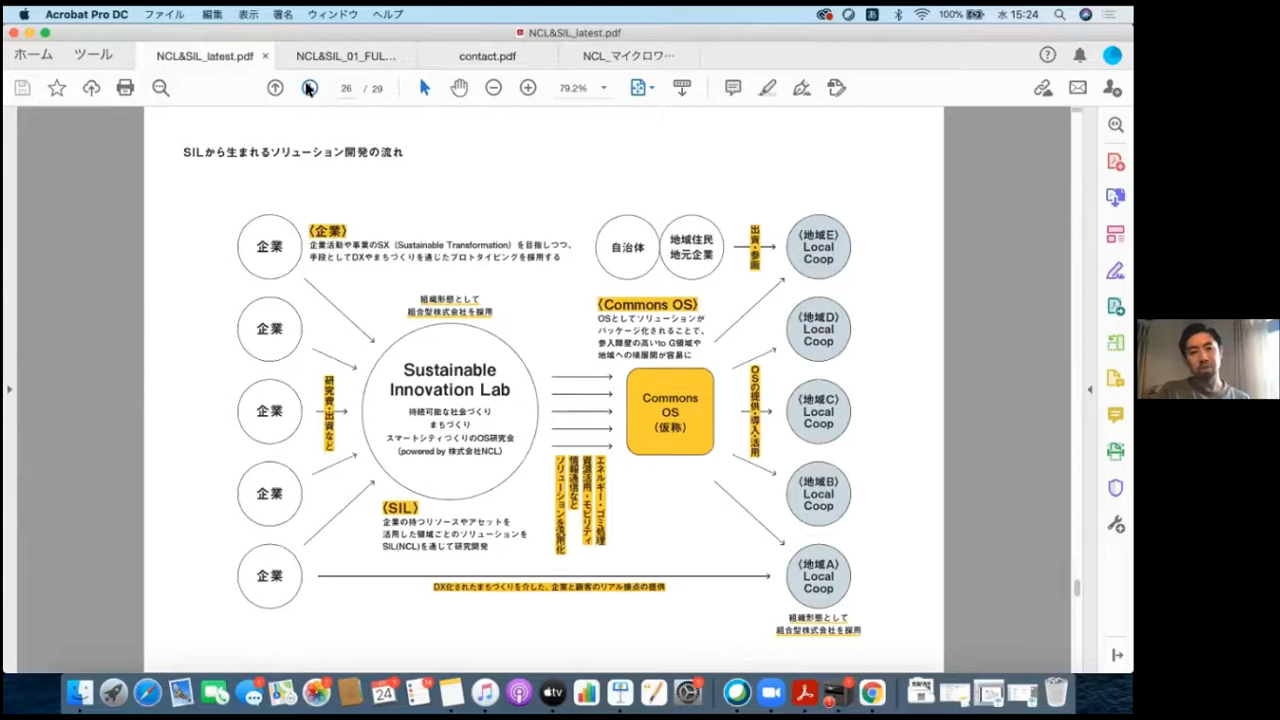 Acrobat Pro DC ファイル 編集 表示 署名 ウィンドウ ヘルプ
100% 水 15:24
NCL&SIL_latest.pdf
ホーム ツール NCL&SIL_latest.pdf × NCL&SIL_01_FUL... contact.pdf NCL_マイクロワ…
26 / 29 79.2%
SILから生まれるソリューション開発の流れ
企業
〈企業〉
企業活動や事業のSX（Sustainable Transformation）を目指しつつ、
手段としてDXやまちづくりを通じたプロトタイピングを採用する
企業
企業
企業
企業
研究費・出資など
組織形態として
組合型株式会社を採用
Sustainable
Innovation Lab
持続可能な社会づくり
まちづくり
スマートシティづくりのOS研究会
(powered by 株式会社NCL)
〈SIL〉
企業の持つリソースやアセットを
活用した領域ごとのソリューションを
SIL(NCL)を通じて研究開発
エネルギー・ゴミ処理
資源活用・モビリティ
情報通信など
ソリューションを汎用化
自治体
地域住民
地元企業
出資・参画
〈Commons OS〉
OSとしてソリューションが
パッケージ化されることで、
参入障壁の高いto G領域や
地域への横展開が容易に
Commons
OS
(仮称)
OSの提供・導入・活用
〈地域E〉
Local
Coop
〈地域D〉
Local
Coop
〈地域C〉
Local
Coop
〈地域B〉
Local
Coop
〈地域A〉
Local
Coop
DX化されたまちづくりを介した、企業と顧客のリアル接点の提供
組織形態として
組合型株式会社を採用
24